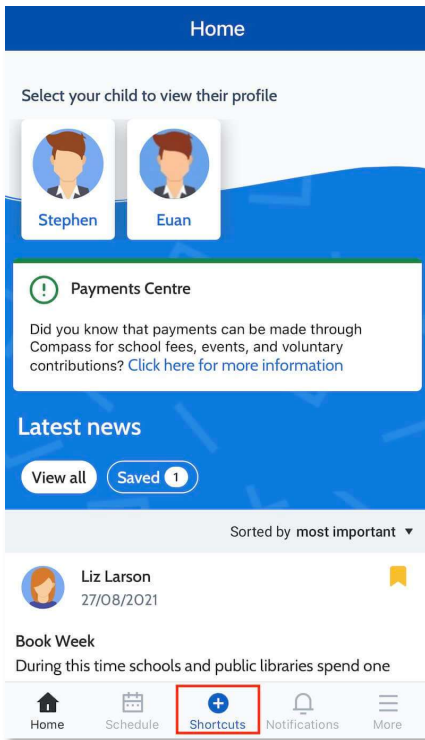 Home
Select your child to view their profile
Stephen
Euan
Payments Centre
Did you know that payments can be made through
Compass for school fees, events, and voluntary
contributions? Click here for more information
Latest news
View all
Saved 1
Sorted by most important
Liz Larson
27/08/2021
Book Week
During this time schools and public libraries spend one
Home
Schedule
Shortcuts
Notifications
More